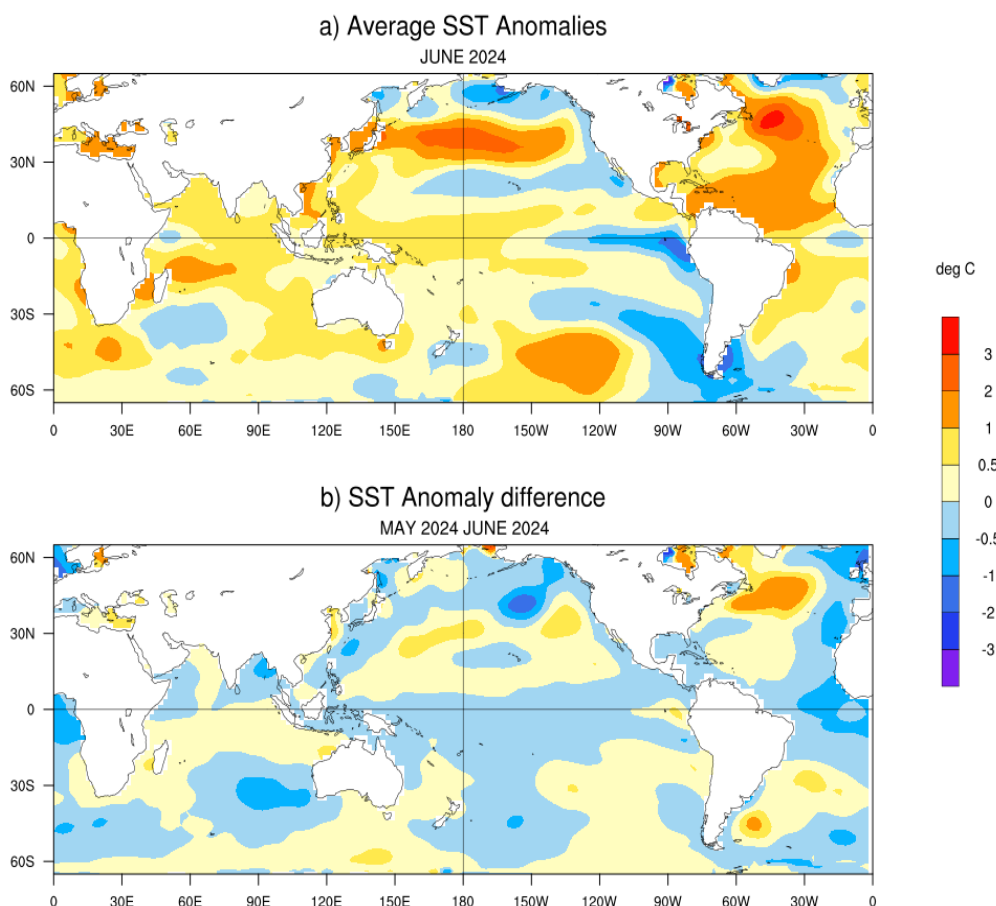 a) Average SST Anomalies
JUNE 2024
60N
30N
0
30S
60S
0 30E 60E 90E 120E 150E 180 150W 120W 90W 60W 30W 0
deg C
3
2
1
0.5
0
-0.5
-1
-2
-3
b) SST Anomaly difference
MAY 2024 JUNE 2024
60N
30N
0
30S
60S
0 30E 60E 90E 120E 150E 180 150W 120W 90W 60W 30W 0